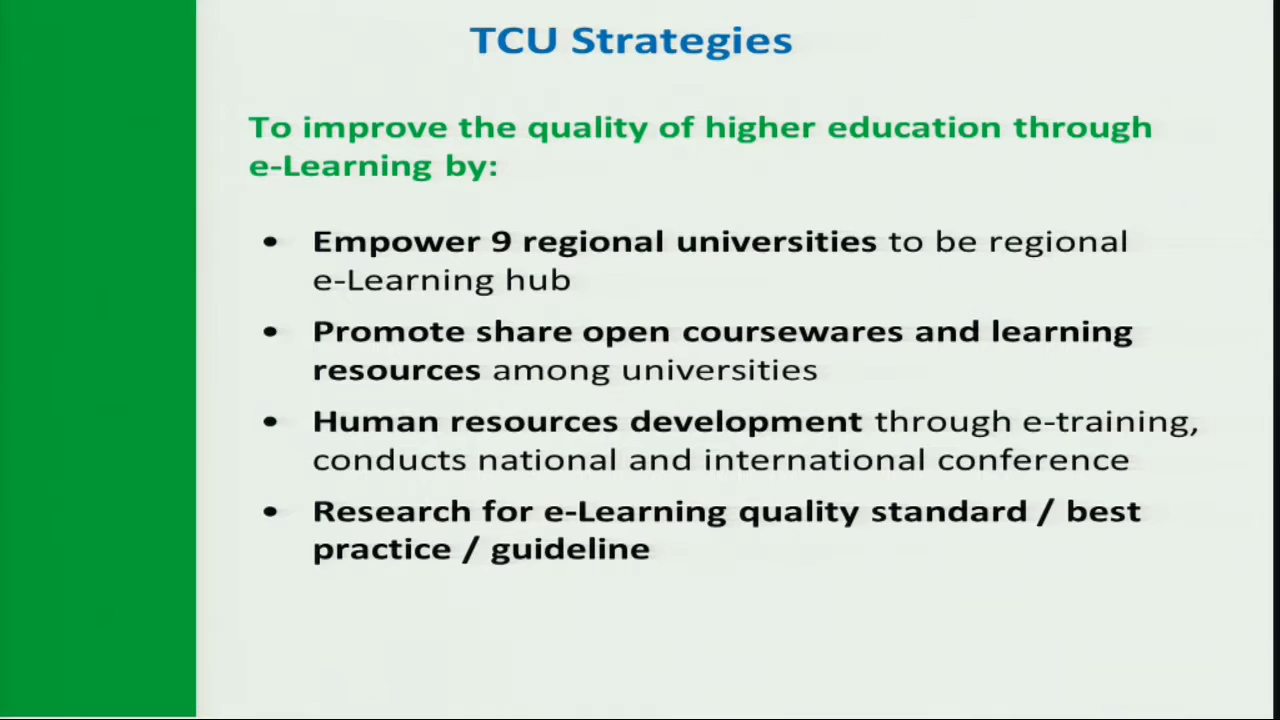 TCU Strategies
To improve the quality of higher education through
e-Learning by:
• Empower 9 regional universities to be regional
e-Learning hub
• Promote share open coursewares and learning
resources among universities
• Human resources development through e-training,
conducts national and international conference
• Research for e-Learning quality standard / best
practice / guideline